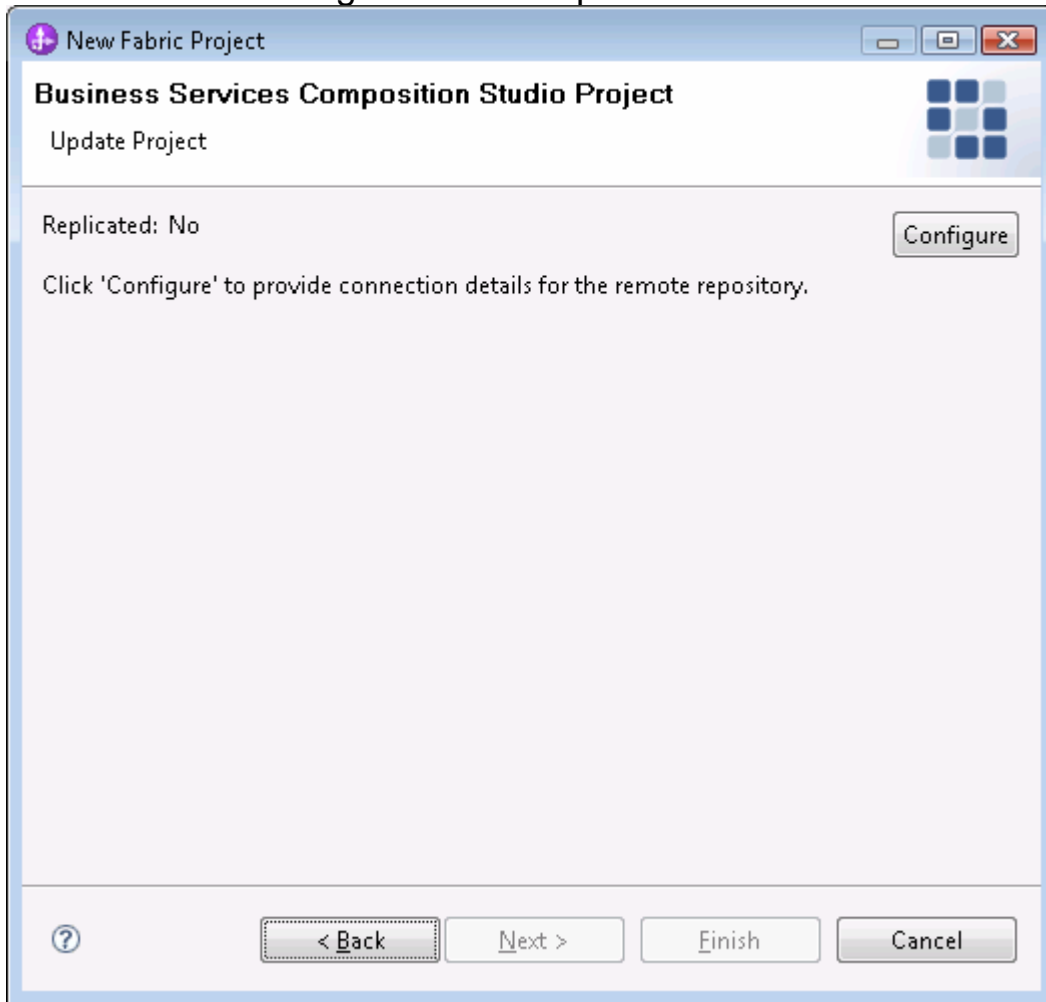 New Fabric Project
Business Services Composition Studio Project
Update Project
Replicated: No
Configure
Click 'Configure' to provide connection details for the remote repository.
< Back
Next >
Finish
Cancel